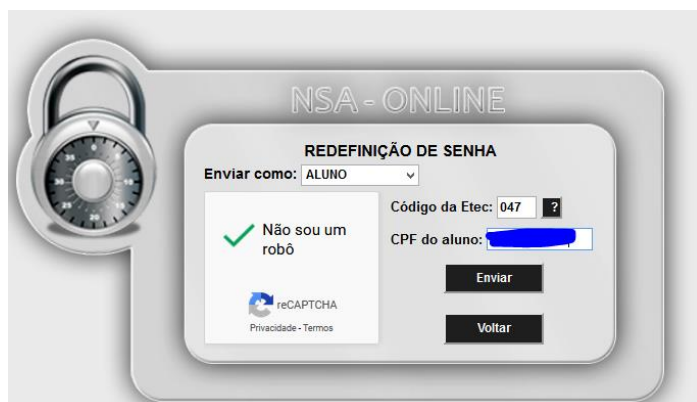 NSA - ONLINE
REDEFINIÇÃO DE SENHA
Enviar como: ALUNO
Não sou um
robô
reCAPTCHA
Privacidade - Termos
Código da Etec: 047 ?
CPF do aluno:
Enviar
Voltar